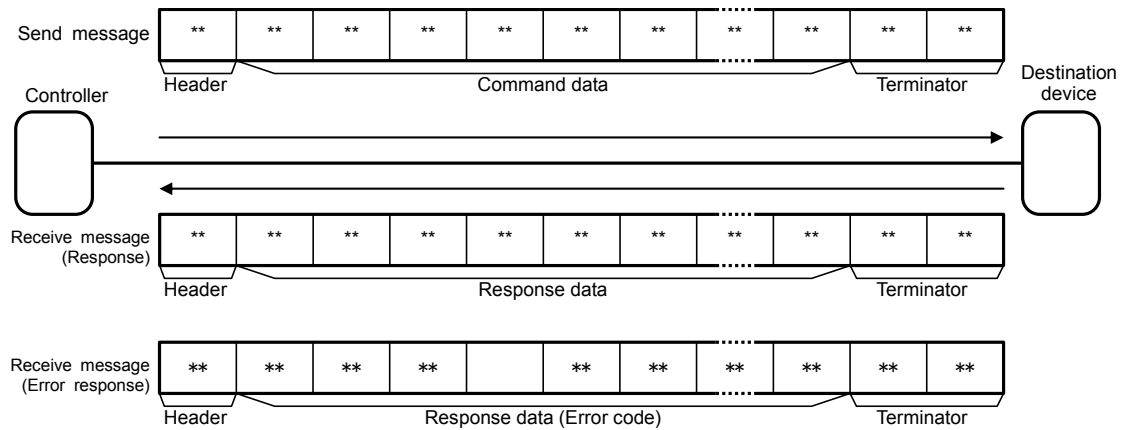 Send message ** ** ** ** ** ** ** ** ** ** **
Header Command data Terminator
Controller
Destination
device
Receive message
(Response)
** ** ** ** ** ** ** ** ** ** **
Header Response data Terminator
Receive message
(Error response)
** ** ** ** ** ** ** ** ** **
Header Response data (Error code) Terminator